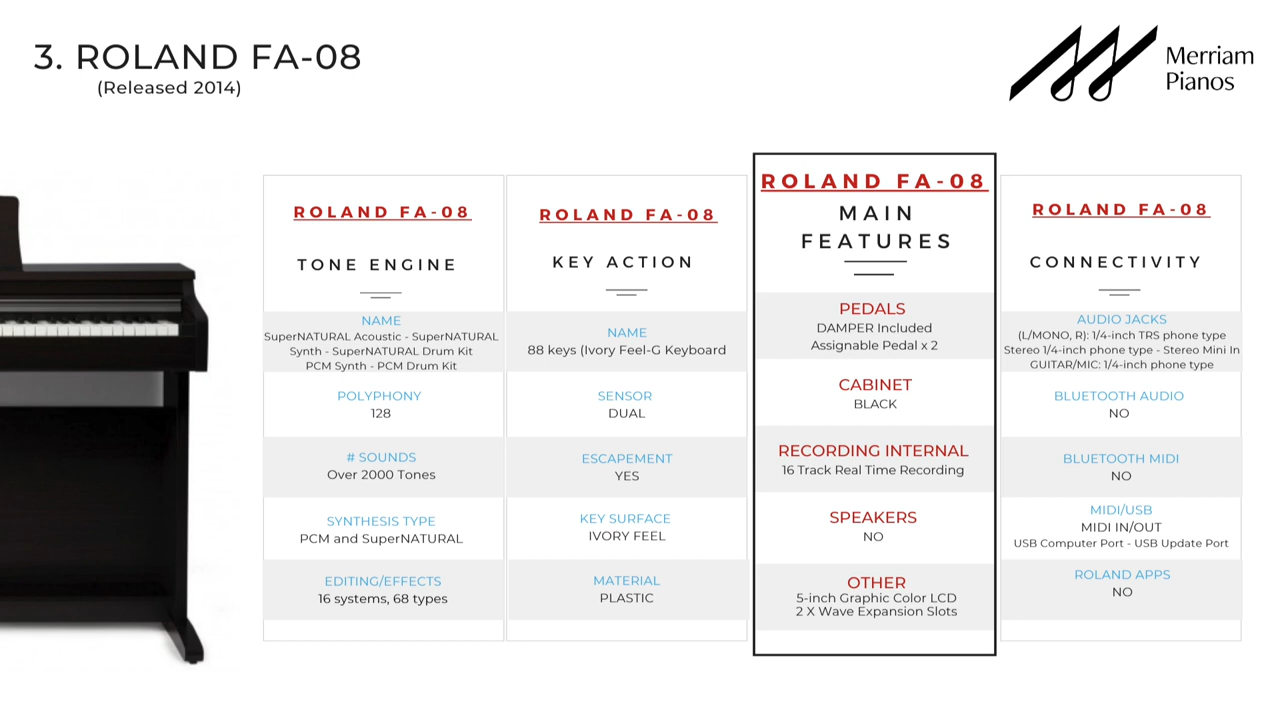 3. ROLAND FA-08
(Released 2014)
Merriam
Pianos
ROLAND FA-08
TONE ENGINE
NAME
SuperNATURAL Acoustic - SuperNATURAL
Synth - SuperNATURAL Drum Kit
PCM Synth - PCM Drum Kit
POLYPHONY
128
# SOUNDS
Over 2000 Tones
SYNTHESIS TYPE
PCM and SuperNATURAL
EDITING/EFFECTS
16 systems, 68 types
ROLAND FA-08
KEY ACTION
NAME
88 keys (Ivory Feel-G Keyboard
SENSOR
DUAL
ESCAPEMENT
YES
KEY SURFACE
IVORY FEEL
MATERIAL
PLASTIC
ROLAND FA-08
MAIN
FEATURES
PEDALS
DAMPER Included
Assignable Pedal x 2
CABINET
BLACK
RECORDING INTERNAL
16 Track Real Time Recording
SPEAKERS
NO
OTHER
5-inch Graphic Color LCD
2 X Wave Expansion Slots
ROLAND FA-08
CONNECTIVITY
AUDIO JACKS
(L/MONO, R): 1/4-inch TRS phone type
Stereo 1/4-inch phone type - Stereo Mini In
GUITAR/MIC: 1/4-inch phone type
BLUETOOTH AUDIO
NO
BLUETOOTH MIDI
NO
MIDI/USB
MIDI IN/OUT
USB Computer Port - USB Update Port
ROLAND APPS
NO